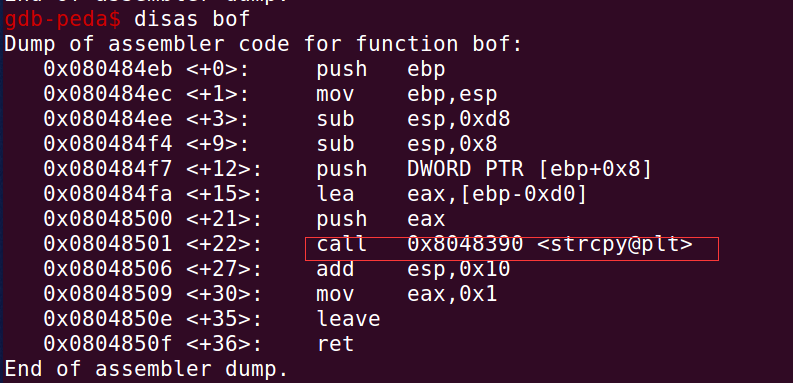 End of assembler dump.
gdb-peda$ disas bof
Dump of assembler code for function bof:
   0x080484eb <+0>:     push   ebp
   0x080484ec <+1>:     mov    ebp,esp
   0x080484ee <+3>:     sub    esp,0xd8
   0x080484f4 <+9>:     sub    esp,0x8
   0x080484f7 <+12>:    push   DWORD PTR [ebp+0x8]
   0x080484fa <+15>:    lea    eax,[ebp-0xd0]
   0x08048500 <+21>:    push   eax
   0x08048501 <+22>:    call   0x8048390 <strcpy@plt>
   0x08048506 <+27>:    add    esp,0x10
   0x08048509 <+30>:    mov    eax,0x1
   0x0804850e <+35>:    leave
   0x0804850f <+36>:    ret
End of assembler dump.